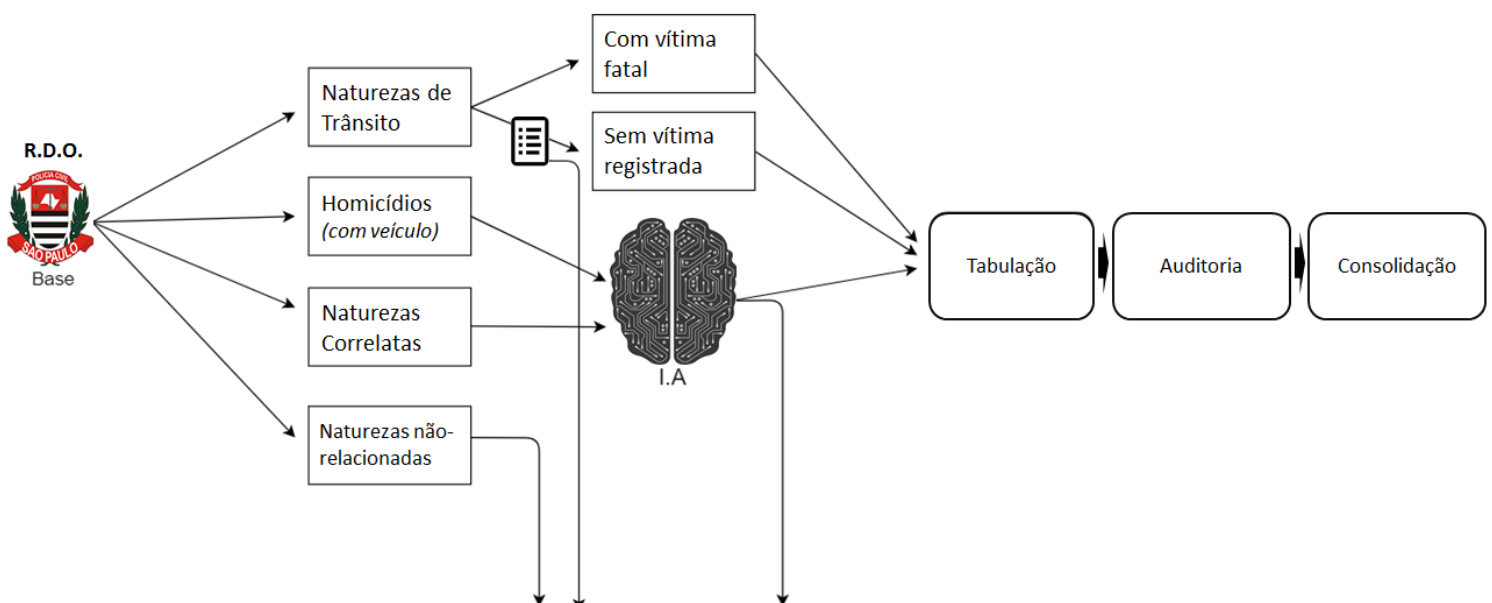 Com vítima
fatal
Naturezas de
Trânsito
Sem vítima
registrada
R.D.O.
POLICIA CIVIL
SÃO PAULO
Base
Homicídios
(com veículo)
Naturezas
Correlatas
I.A
Naturezas não-
relacionadas
Tabulação
Auditoria
Consolidação